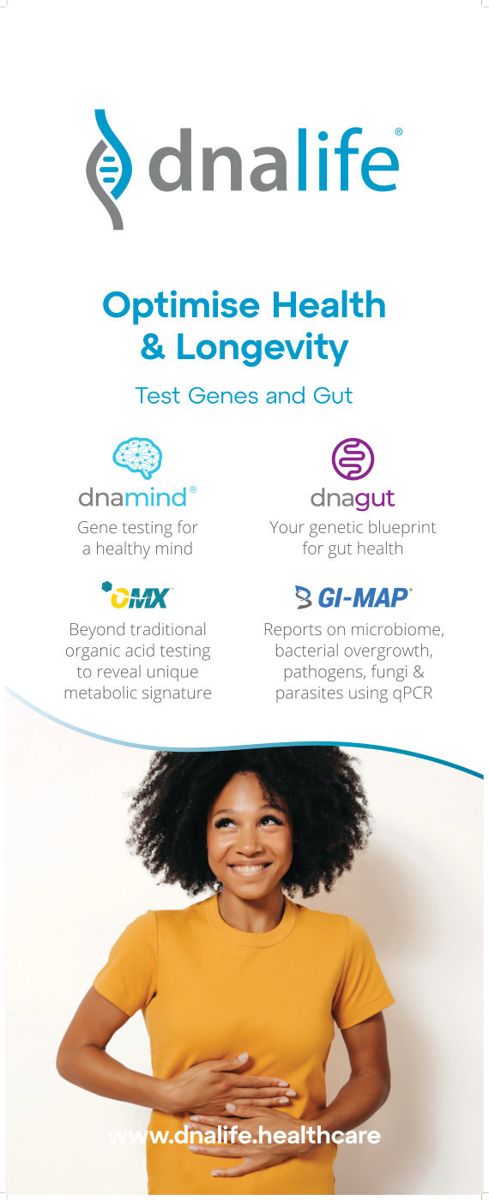 dnalife®
Optimise Health
& Longevity
Test Genes and Gut
dnamind®
Gene testing for
a healthy mind
dnagut
Your genetic blueprint
for gut health
OMX™
Beyond traditional
organic acid testing
to reveal unique
metabolic signature
GI-MAP®
Reports on microbiome,
bacterial overgrowth,
pathogens, fungi &
parasites using qPCR
www.dnalife.healthcare